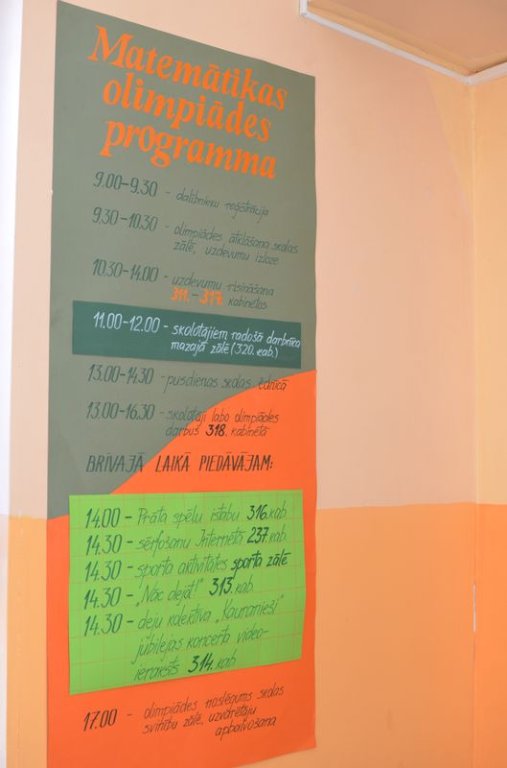 Matemātikas
olimpiādes
programma
9.00-9.30 - dalībnieku reģistrācija
9.30-10.30 - olimpiādes atklāšana skolas
zālē, uzdevumu izloze
10.30-14.00 - uzdevumu risināšana
311.-317. kabinetos
11.00-12.00 - skolotājiem radošā darbnīca
mazajā zālē (320. kab.)
13.00-14.30 - pusdienas skolas ēdnīcā
13.00-16.30 - skolotāji labo olimpiādes
darbus 318. kabinetā
BRĪVAJĀ LAIKĀ PIEDĀVĀJAM:
14.00 - Prāta spēļu istabu 316. kab.
14.30 - sērfošanu Internetā 237. kab.
14.30 - sporta aktivitātes sporta zālē
14.30 - „Nāc dejāt!" 313. kab.
14.30 - deju kolektīva „Kauranieši"
jubilejas koncerta video-
ieraksts 314. kab
17.00 - olimpiādes noslēgums skolas
svinību zālē, uzvarētāju
apbalvošana